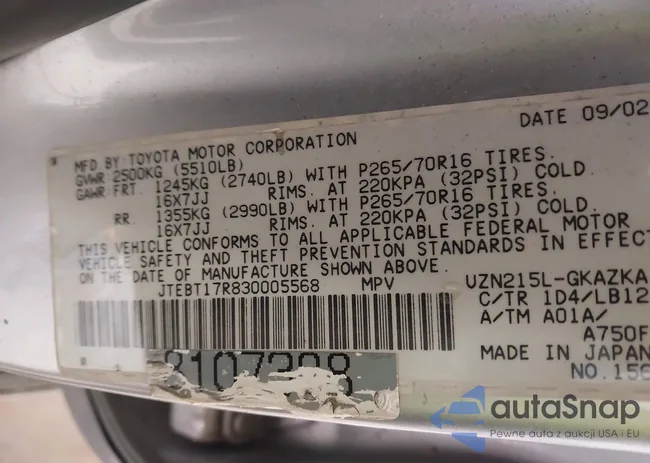 DATE 09/02
MFD BY TOYOTA MOTOR CORPORATION
GVWR 2500KG (5510LB)
GAWR FRT. 1245KG (2740LB) WITH P265/70R16 TIRES.
16X7JJ RIMS. AT 220KPA (32PSI) COLD.
RR. 1355KG (2990LB) WITH P265/70R16 TIRES.
16X7JJ RIMS. AT 220KPA (32PSI) COLD.
THIS VEHICLE CONFORMS TO ALL APPLICABLE FEDERAL MOTOR
VEHICLE SAFETY AND THEFT PREVENTION STANDARDS IN EFFECT
ON THE DATE OF MANUFACTURE SHOWN ABOVE.
JTEBT17R830005568 MPV UZN215L-GKAZKA
C/TR 1D4/LB12
A/TM A01A/
A750F
MADE IN JAPAN
NO.156
autaSnap
Pewne auta z aukcji USA i EU